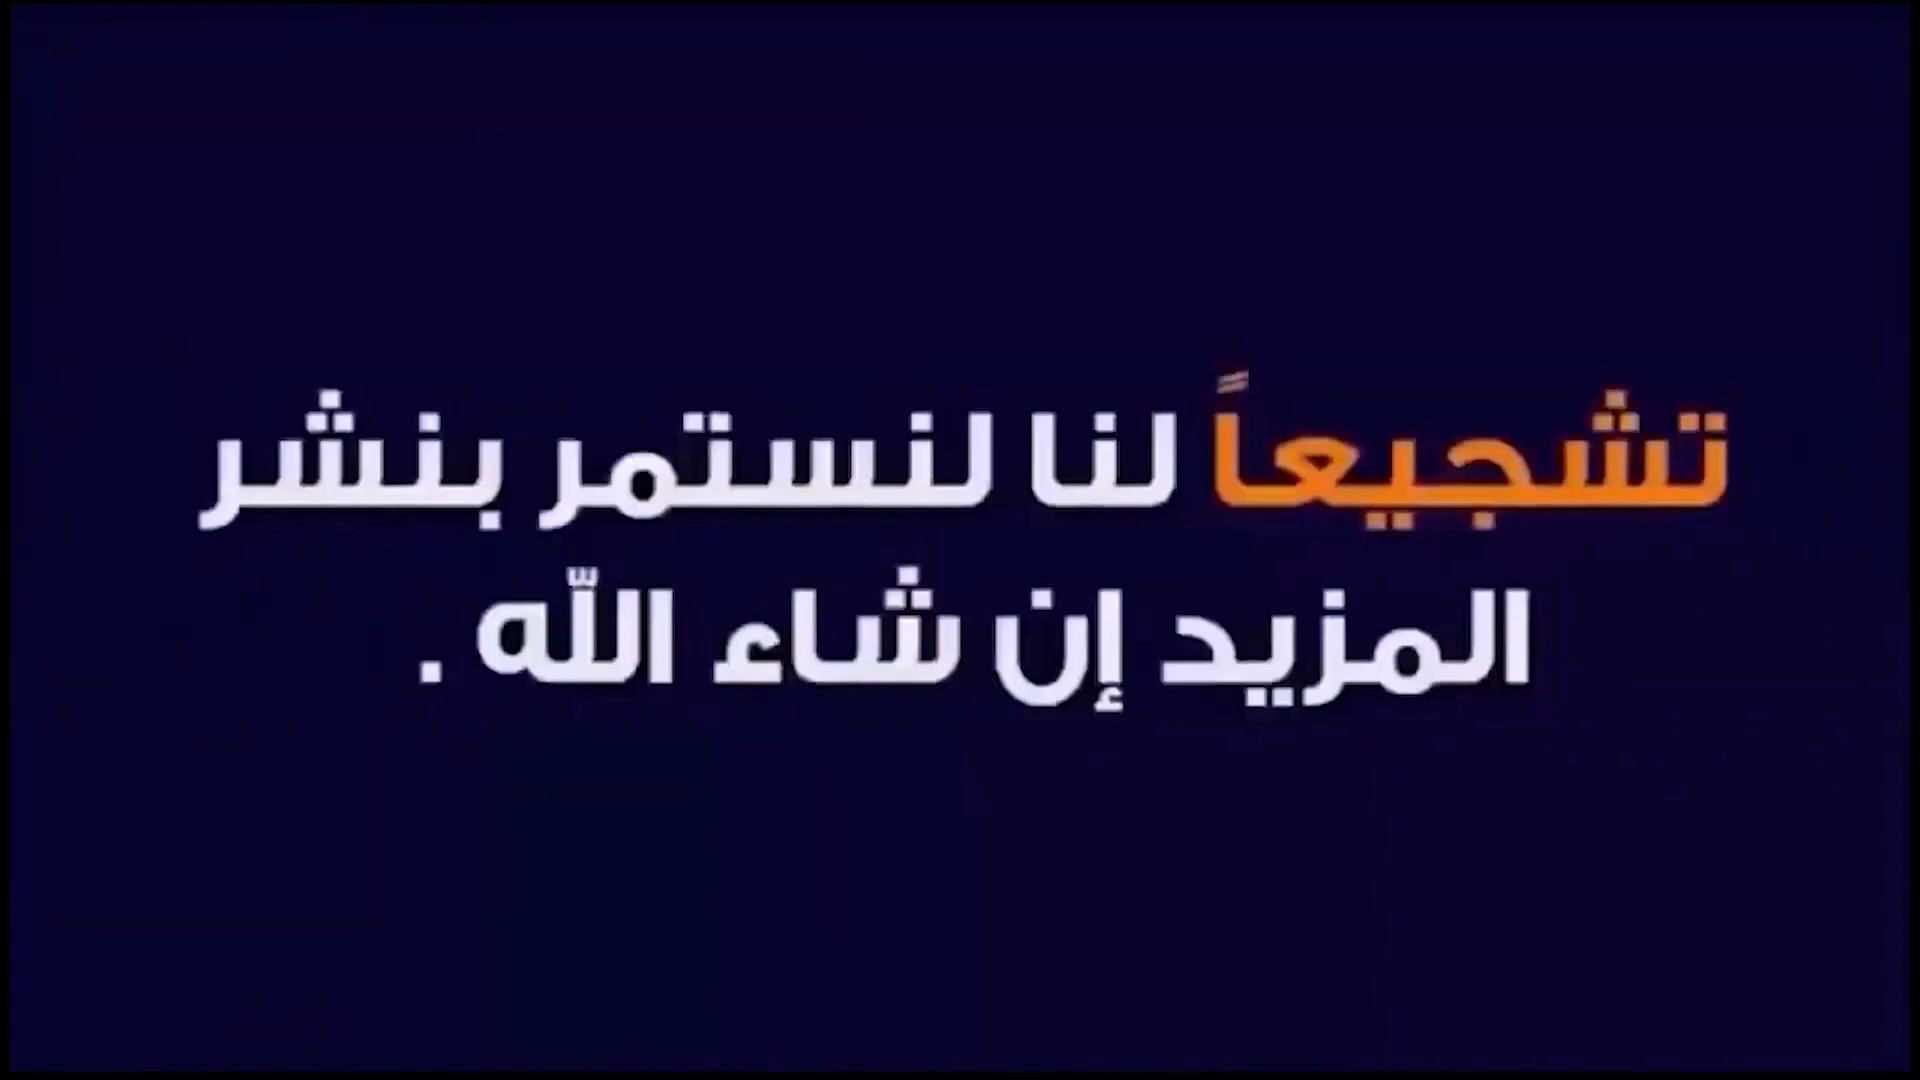 تشجيعاً لنا لنستمر بنشر
المزيد إن شاء اللّه .